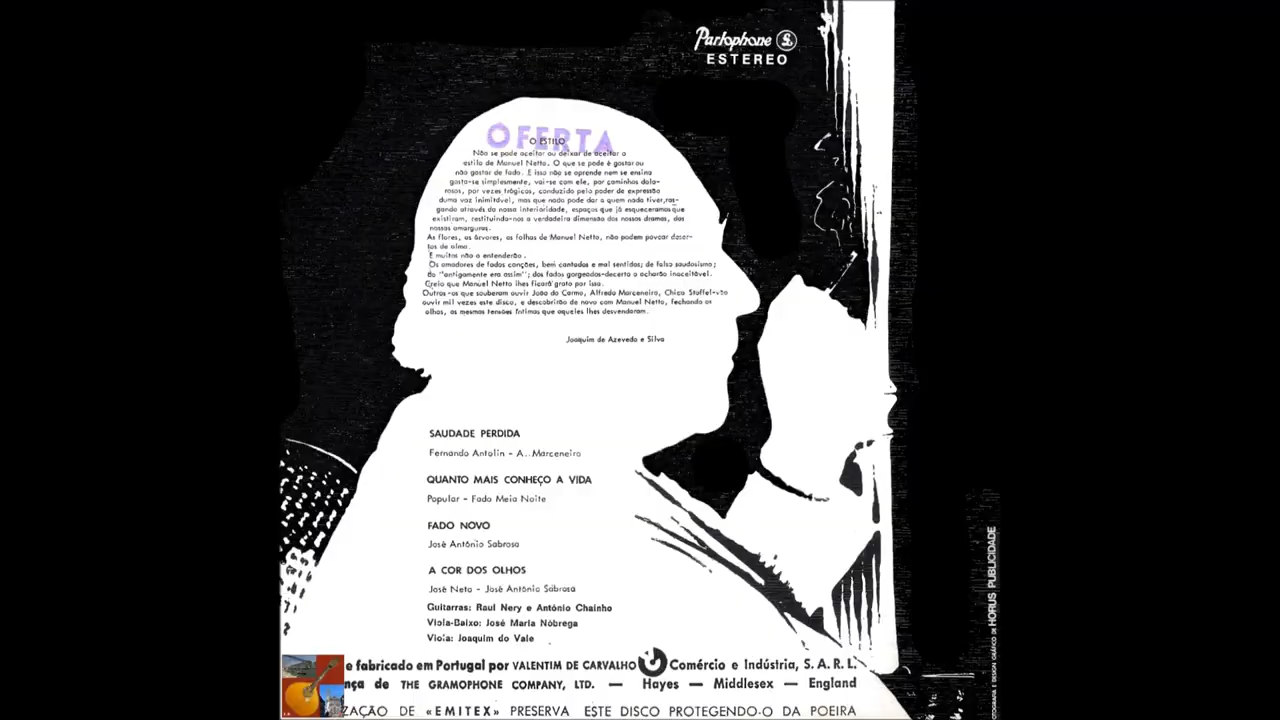 Parlophone
ESTEREO
OFERTA
O ESTILO
Não se pode aceitar ou deixar de aceitar o
estilo de Manuel Netto. O que se pode é gostar ou
não gostar de fado. E isso não se aprende nem se ensina
gosta-se simplesmente, vai-se com ele, por caminhos dolo-
rosos, por vezes trágicos, conduzido pelo poder de expressão
duma voz inimitável, mas que nada pode dar a quem nada tiver, ras-
gando através da nossa interioridade, espaços que já esqueceramos que
existiram, restituindo-nos a verdadeira dimensão dos nossos dramas, das
nossas amarguras.
As flores, as árvores, as folhas de Manuel Netto, não podem povoar deser-
tos de alma.
E muitos não o entenderão.
Os amadores de fados canções, bem cantados e mal sentidos; de falso saudosismo;
do "antigamente era assim"; dos fados gorgeados-decerto o acharão inaceitável.
Creio que Manuel Netto lhes ficará grato por isso.
Outros-os que souberam ouvir João do Carmo, Alfredo Marceneiro, Chico Stoffel-vão
ouvir mil vezes este disco, e descobrirão de novo com Manuel Netto, fechando os
olhos, as mesmas tensões íntimas que aqueles lhes desvendaram.
Joaquim de Azevedo e Silva
SAUDADE PERDIDA
Fernando Antolin - A. Marceneiro
QUANTO MAIS CONHEÇO A VIDA
Popular - Fado Meia Noite
FADO NOVO
José António Sabrosa
A COR DOS OLHOS
José Neto - José António Sabrosa
Guitarras: Raul Nery e António Chainho
Viola-Baixo: José Maria Nóbrega
Viola: Joaquim do Vale
e fabricado em Portugal por VALENTIM DE CARVALHO Comércio e Indústria, S. A. R. L.
nça de THE GRAMOPHONE COMPANY, LTD. — Hayes — Middlesex — England
ZAÇÃO DE «EMITEX» PRESERVA ESTE DISCO PROTEGENDO-O DA POEIRA
FOTOGRAFIA E DESIGN GRÁFICO DE HORUS PUBLICIDADE